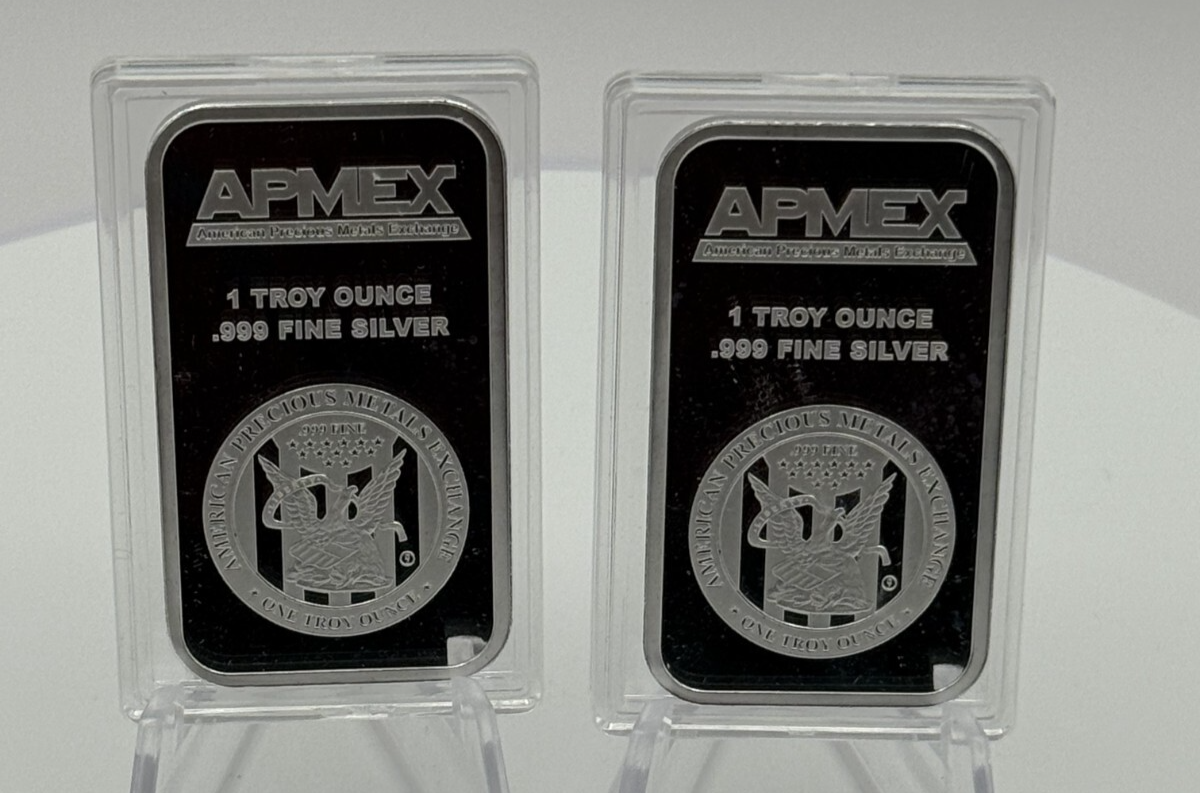 APMEX
American Precious Metals Exchange
1 TROY OUNCE
.999 FINE SILVER
AMERICAN PRECIOUS METALS EXCHANGE
.999 FINE
• ONE TROY OUNCE •
APMEX
American Precious Metals Exchange
1 TROY OUNCE
.999 FINE SILVER
AMERICAN PRECIOUS METALS EXCHANGE
.999 FINE
• ONE TROY OUNCE •